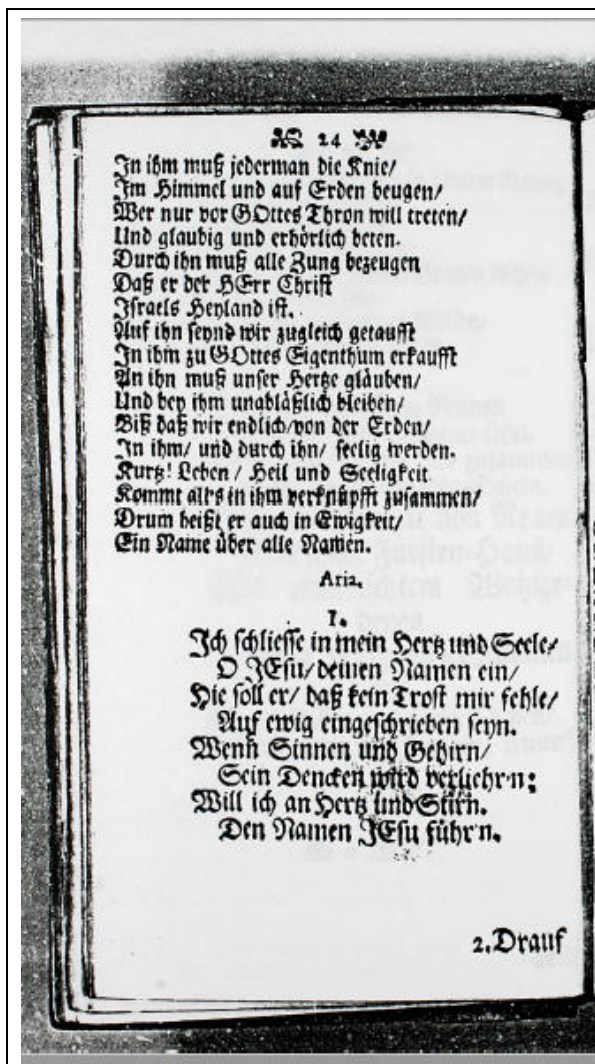 24
In ihm muß jederman die Knie/
Im Himmel und auf Erden beugen/
Wer nur vor GOttes Thron will treten/
Und glaubig und erhörlich beten.
Durch ihn muß alle Zung bezeugen
Daß er der HErr Christ
Israels Heyland ist.
Auf ihn seynd wir zugleich getaufft
In ihm zu GOttes Eigenthum erkaufft
An ihn muß unser Hertze gläuben/
Und bey ihm unabläßlich bleiben/
Biß daß wir endlich/von der Erden/
In ihm/ und durch ihn/ seelig werden.
Kurtz! Leben/ Heil und Seeligkeit
Kommt alls in ihm verknüpfft zusammen/
Drum heißt er auch in Ewigkeit/
Ein Name über alle Namen.
Aria.
1.
Ich schliesse in mein Hertz und Seele/
O JEsu/ deinen Namen ein/
Hie soll er/ daß kein Trost mir fehle/
Auf ewig eingeschrieben seyn.
Wenn Sinnen und Gehirn/
Sein Dencken wird verliehr'n:
Will ich an Hertz und Stirn.
Den Namen JEsu führ'n.
2. Drauf